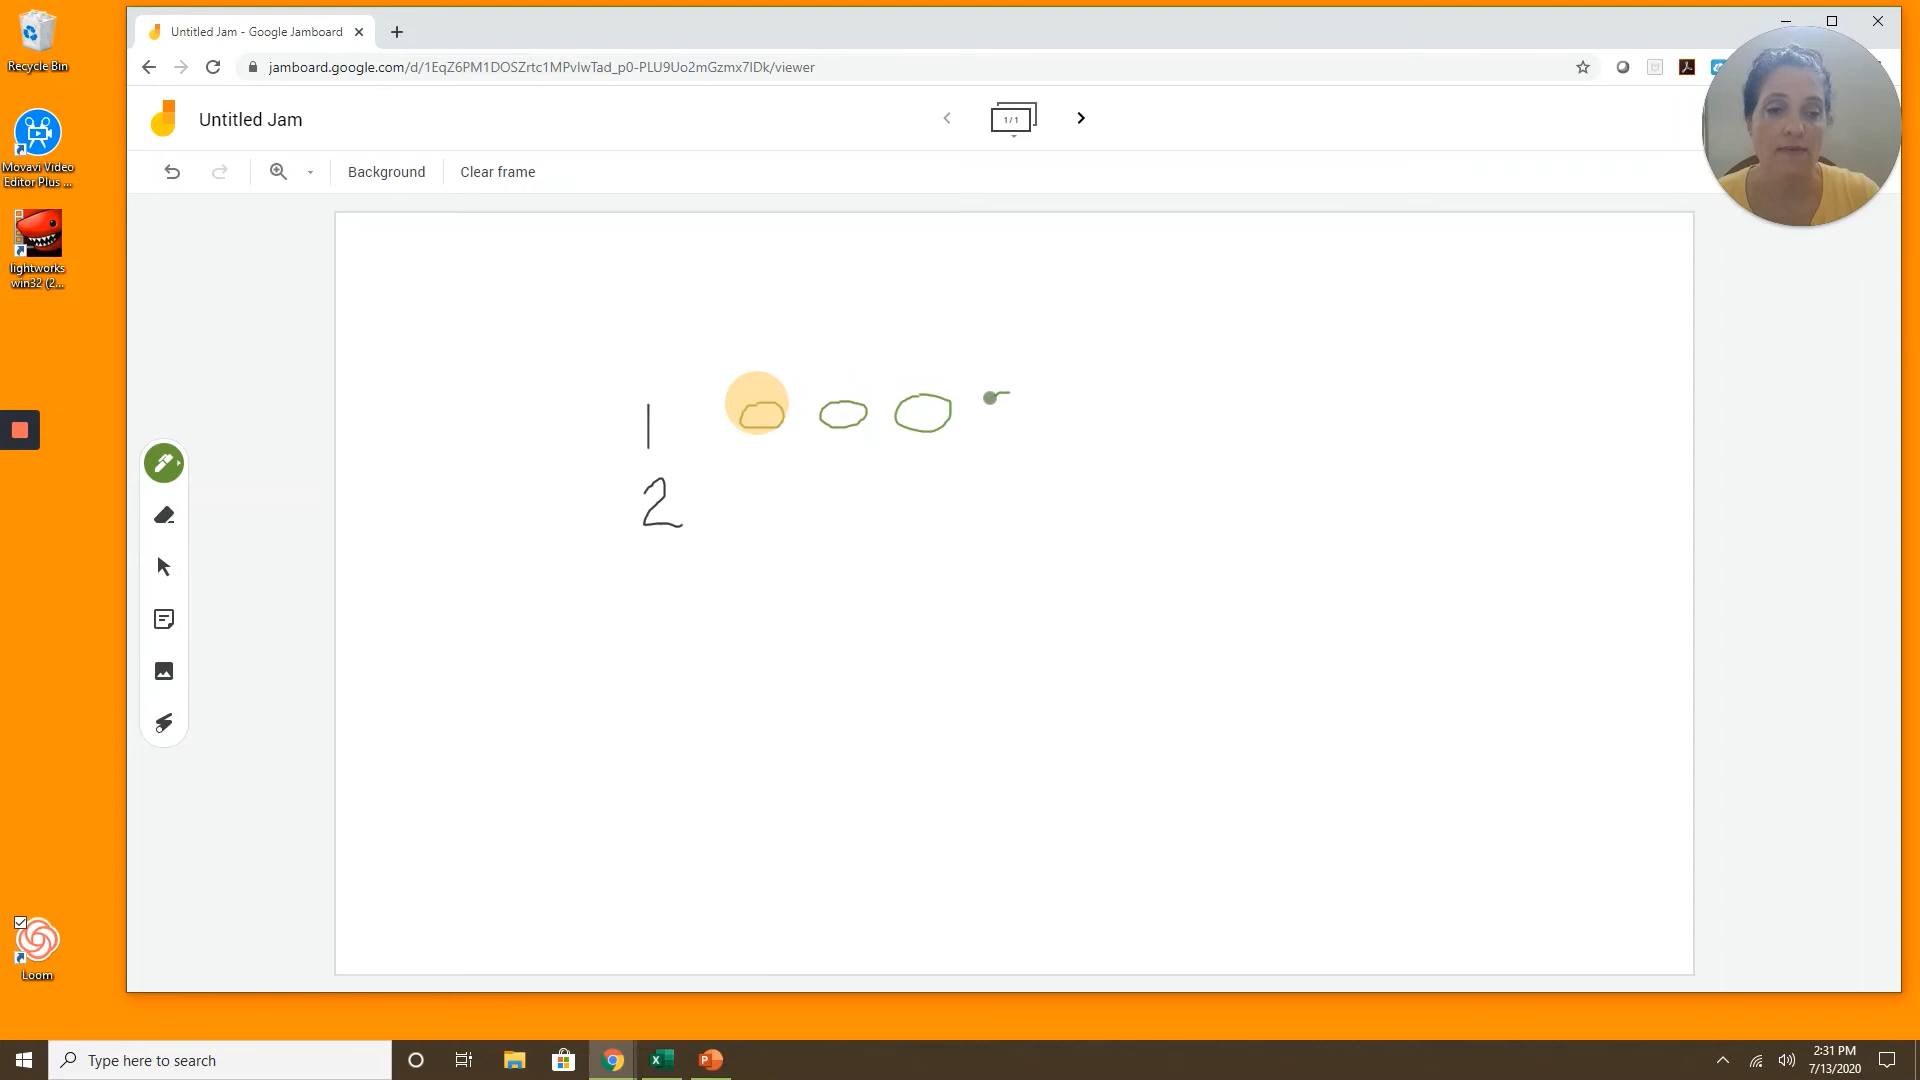 Recycle Bin
Movavi Video
Editor Plus ...
lightworks
win32 (2...
Loom
Untitled Jam - Google Jamboard
jamboard.google.com/d/1EqZ6PM1DOSZrtc1MPvIwTad_p0-PLU9Uo2mGzmx7IDk/viewer
Untitled Jam
1/1
Background
Clear frame
1
2
Type here to search
2:31 PM
7/13/2020